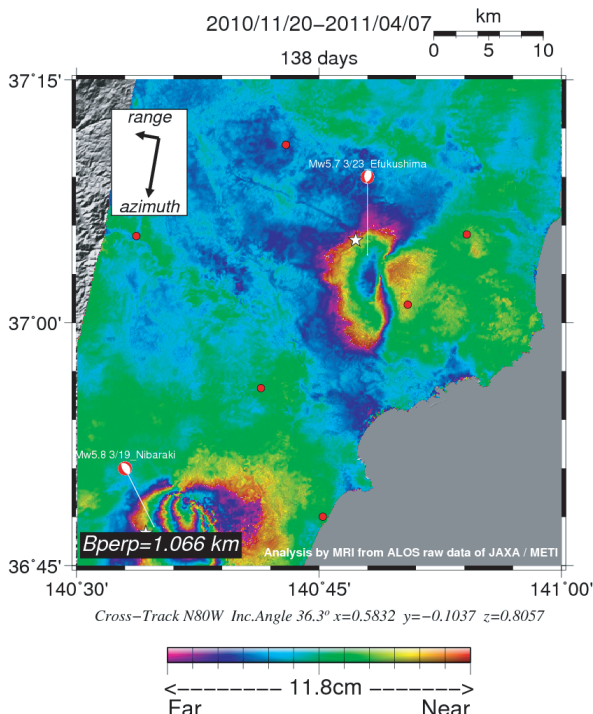 2010/11/20−2011/04/07
km
0 5 10
138 days
37°15'
range
azimuth
Mw5.7 3/23_Efukushima
37°00'
Mw5.8 3/19_Nibaraki
Bperp=1.066 km
Analysis by MRI from ALOS raw data of JAXA / METI
36°45'
140°30' 140°45' 141°00'
Cross−Track N80W Inc.Angle 36.3° x=0.5832 y=−0.1037 z=0.8057
<−−−−−−−− 11.8cm −−−−−−−>
Far Near